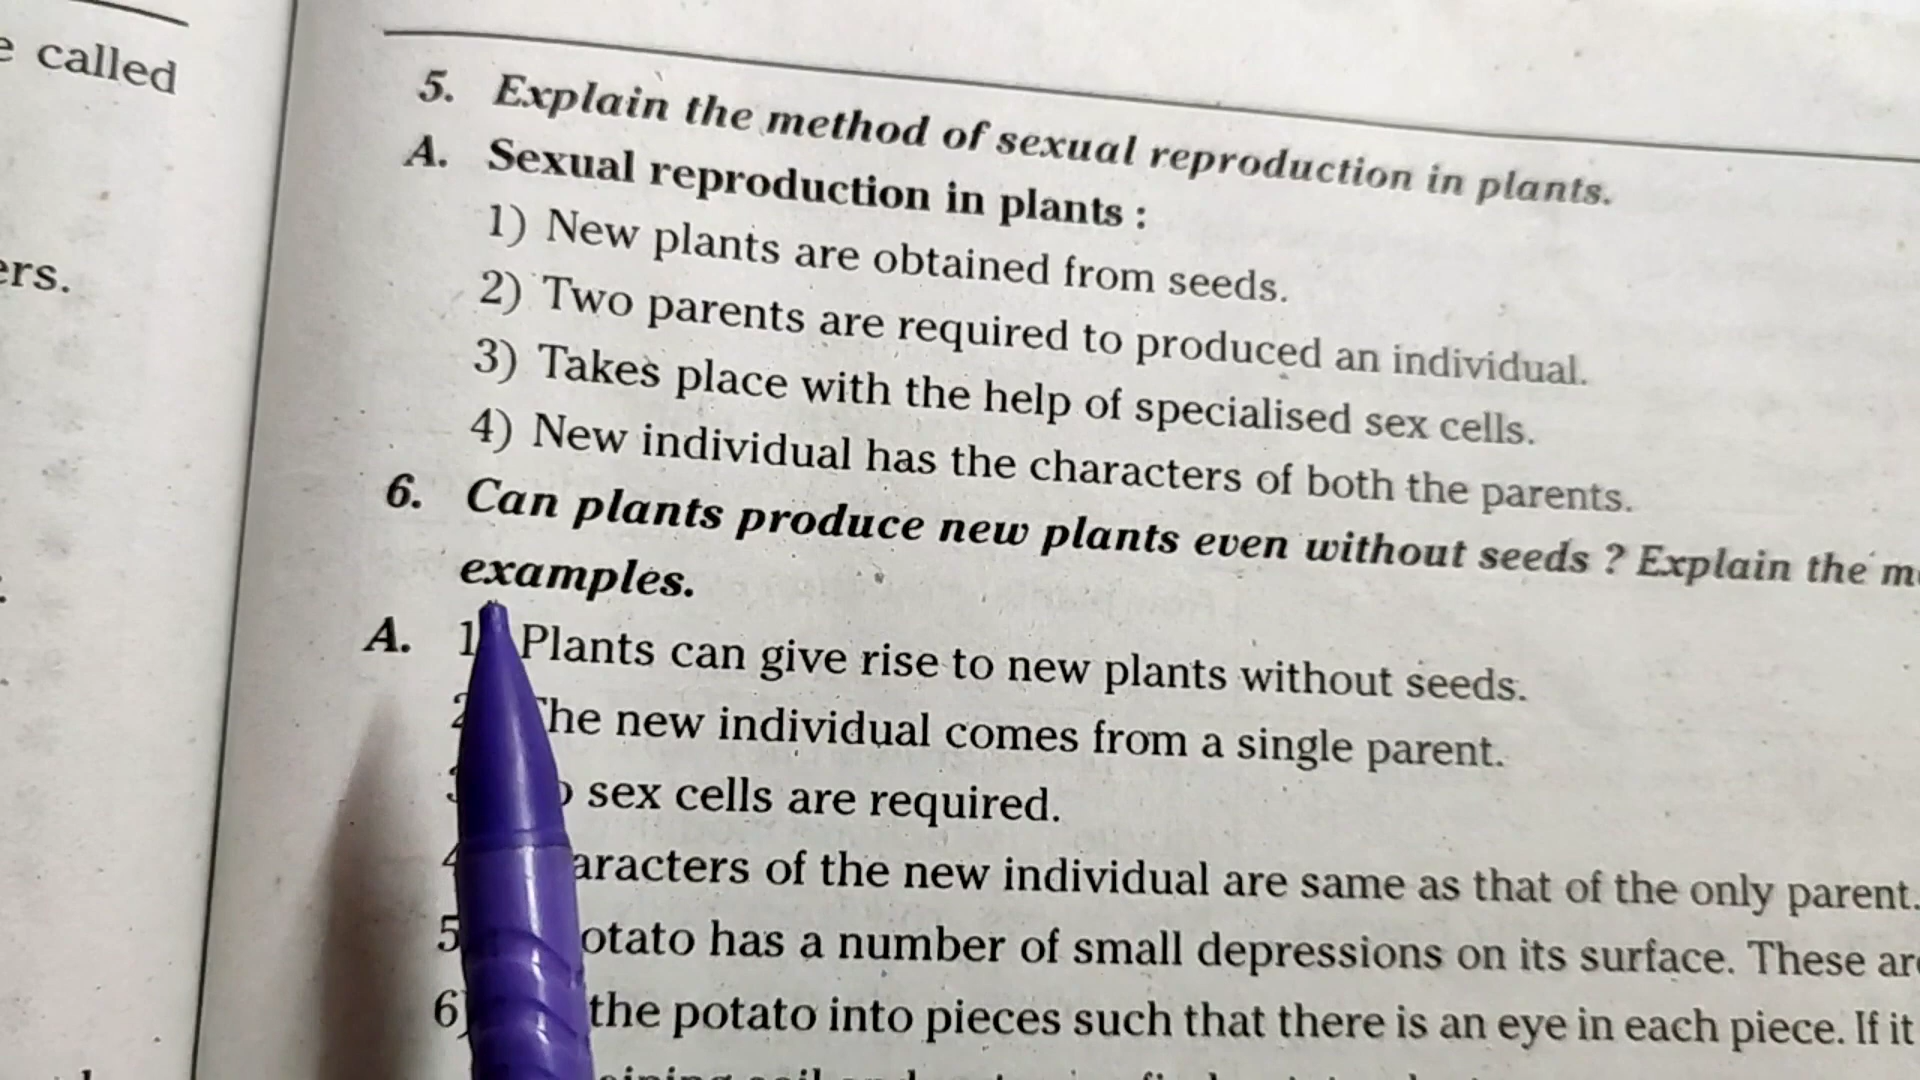 called
ers.
5. Explain the method of sexual reproduction in plants.
A. Sexual reproduction in plants :
1) New plants are obtained from seeds.
2) Two parents are required to produced an individual.
3) Takes place with the help of specialised sex cells.
4) New individual has the characters of both the parents.
6. Can plants produce new plants even without seeds ? Explain the
examples.
A. 1 Plants can give rise to new plants without seeds.
he new individual comes from a single parent.
sex cells are required.
aracters of the new individual are same as that of the only parent.
5 otato has a number of small depressions on its surface. These
6) the potato into pieces such that there is an eye in each piece. If it